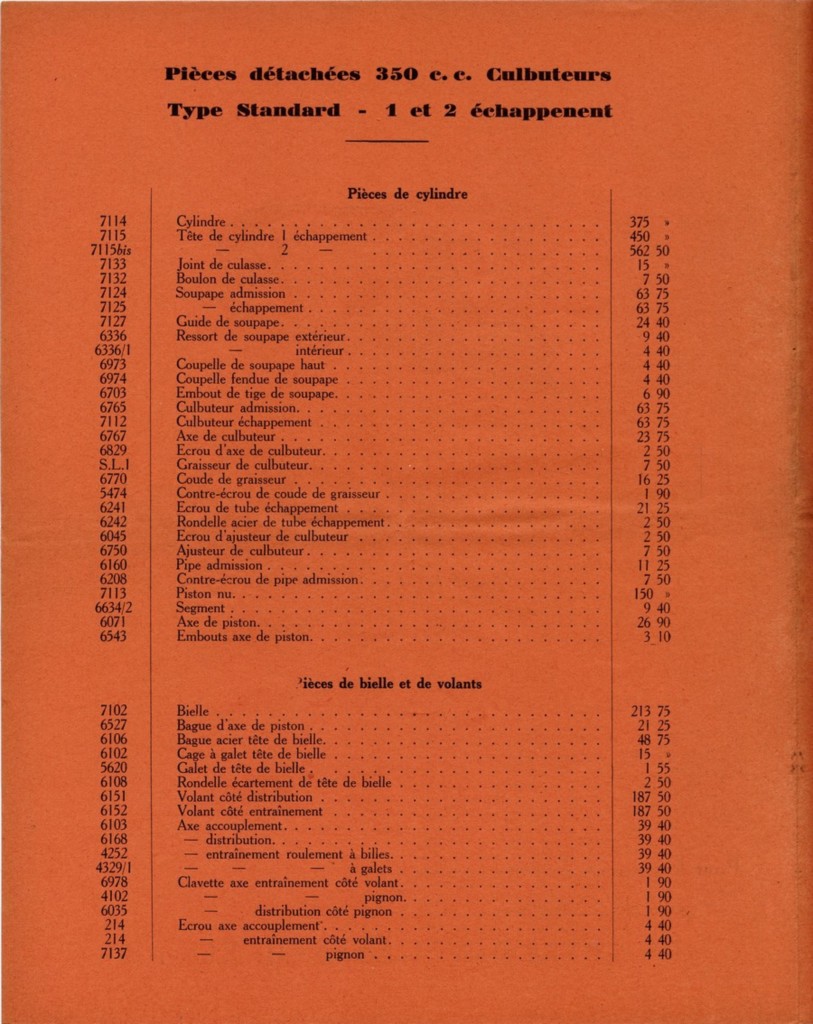 Pièces détachées 350 c. c. Culbuteurs
Type Standard - 1 et 2 échappenent
Pièces de cylindre
7114 Cylindre . . . 375 »
7115 Tête de cylindre 1 échappement . . . 450 »
7115bis — 2 — . . . 562 50
7133 Joint de culasse. . . . 15 »
7132 Boulon de culasse. . . . 7 50
7124 Soupape admission . . . 63 75
7125 — échappement . . . 63 75
7127 Guide de soupape. . . . 24 40
6336 Ressort de soupape extérieur. . . . 9 40
6336/1 — intérieur . . . 4 40
6973 Coupelle de soupape haut . . . 4 40
6974 Coupelle fendue de soupape . . . 4 40
6703 Embout de tige de soupape. . . . 6 90
6765 Culbuteur admission. . . . 63 75
7112 Culbuteur échappement . . . 63 75
6767 Axe de culbuteur . . . 23 75
6829 Ecrou d'axe de culbuteur. . . . 2 50
S.L.1 Graisseur de culbuteur. . . . 7 50
6770 Coude de graisseur . . . 16 25
5474 Contre-écrou de coude de graisseur . . . 1 90
6241 Ecrou de tube échappement . . . 21 25
6242 Rondelle acier de tube échappement. . . . 2 50
6045 Ecrou d'ajusteur de culbuteur . . . 2 50
6750 Ajusteur de culbuteur . . . 7 50
6160 Pipe admission . . . 11 25
6208 Contre-écrou de pipe admission. . . . 7 50
7113 Piston nu. . . . 150 »
6634/2 Segment . . . 9 40
6071 Axe de piston. . . . 26 90
6543 Embouts axe de piston. . . . 3 10
Pièces de bielle et de volants
7102 Bielle . . . 213 75
6527 Bague d'axe de piston . . . 21 25
6106 Bague acier tête de bielle. . . . 48 75
6102 Cage à galet tête de bielle . . . 15 »
5620 Galet de tête de bielle . . . 1 55
6108 Rondelle écartement de tête de bielle . . . 2 50
6151 Volant côté distribution . . . 187 50
6152 Volant côté entraînement . . . 187 50
6103 Axe accouplement. . . . 39 40
6168 — distribution. . . . 39 40
4252 — entraînement roulement à billes. . . . 39 40
4329/1 — — — à galets . . . 39 40
6978 Clavette axe entraînement côté volant. . . . 1 90
4102 — — pignon. . . . 1 90
6035 — distribution côté pignon . . . 1 90
214 Ecrou axe accouplement . . . 4 40
214 — entraînement côté volant. . . . 4 40
7137 — — pignon . . . 4 40